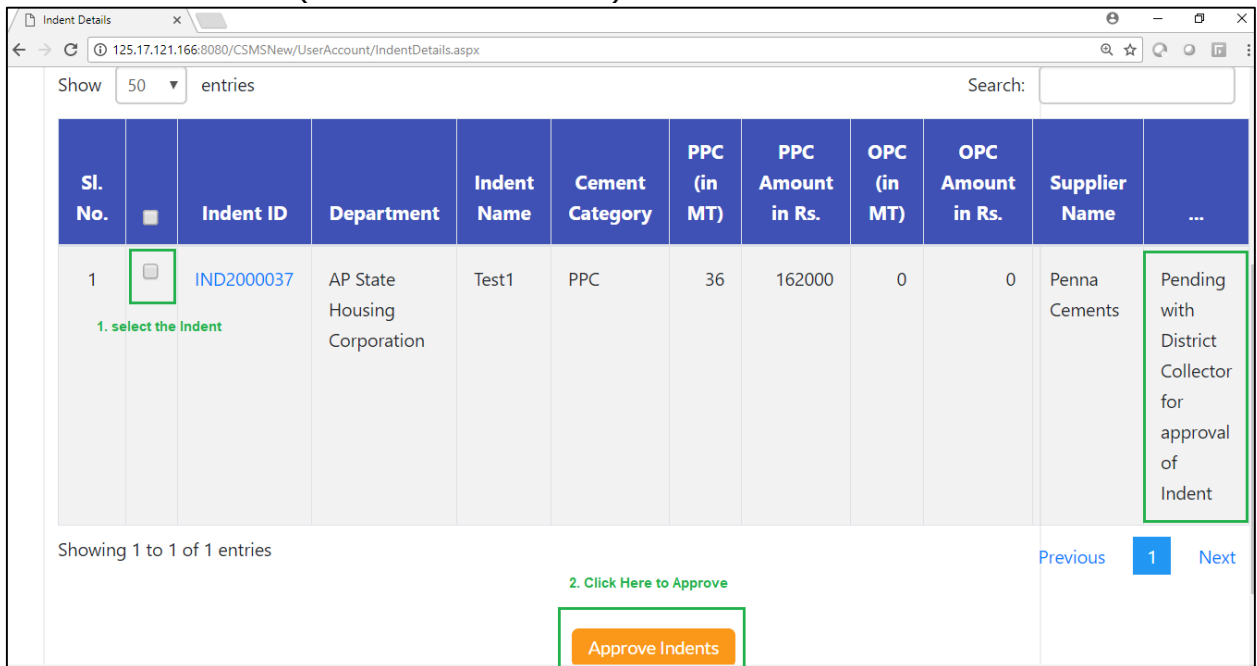 Indent Details
125.17.121.166:8080/CSMSNew/UserAccount/IndentDetails.aspx
Show 50 entries
Search:
Sl. No.
Indent ID
Department
Indent Name
Cement Category
PPC (in MT)
PPC Amount in Rs.
OPC (in MT)
OPC Amount in Rs.
Supplier Name
...
1
IND2000037
AP State
Housing
Corporation
Test1
PPC
36
162000
0
0
Penna
Cements
Pending
with
District
Collector
for
approval
of
Indent
1. select the Indent
Showing 1 to 1 of 1 entries
Previous 1 Next
2. Click Here to Approve
Approve Indents